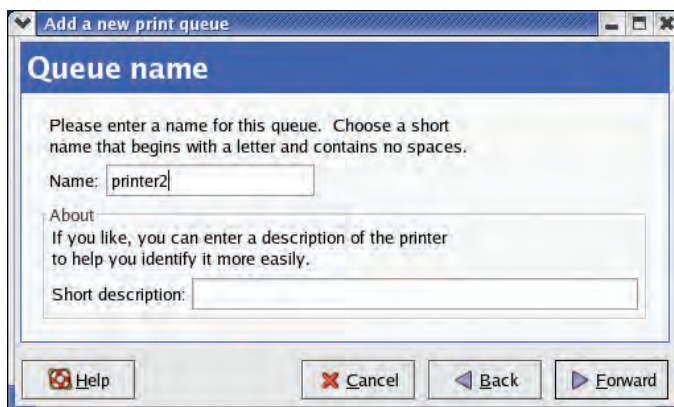 Add a new print queue
Queue name
Please enter a name for this queue. Choose a short
name that begins with a letter and contains no spaces.
Name: printer2
About
If you like, you can enter a description of the printer
to help you identify it more easily.
Short description:
Help Cancel Back Forward